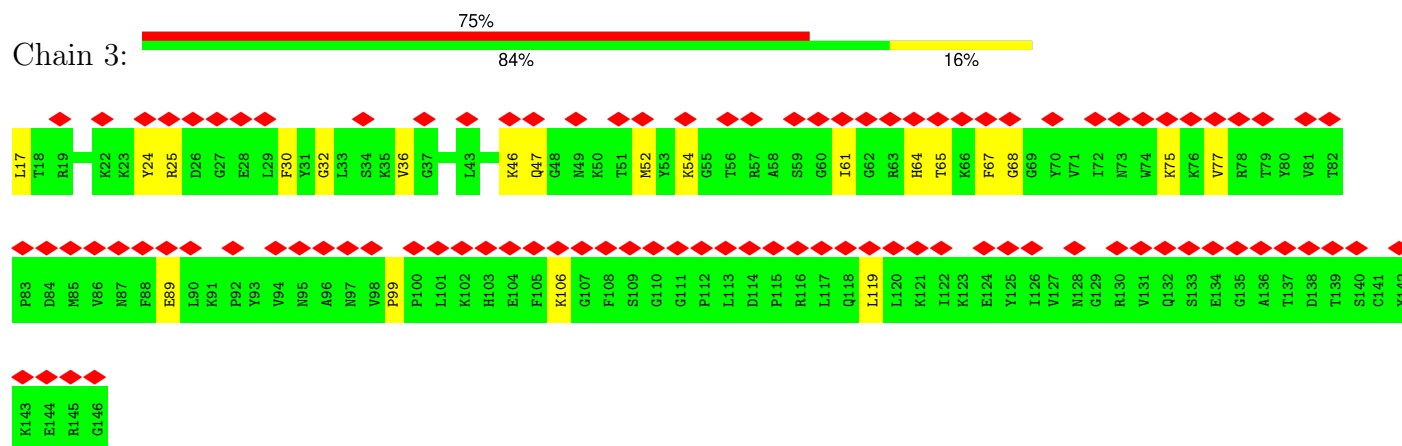 75%
Chain 3:
84% 16%
L17 T18 R19 K22 K23 Y24 R25 D26 G27 E28 L29 F30 Y31 G32 L33 S34 K35 V36 G37 L43 K46 Q47 G48 N49 K50 T51 M52 Y53 K54 G55 T56 R57 A58 S59 G60 I61 G62 R63 H64 T65 K66 F67 G68 G69 Y70 V71 I72 N73 W74 K75 K76 V77 R78 T79 Y80 V81 T82
P83 D84 M85 V86 N87 F88 E89 L90 K91 P92 Y93 V94 N95 A96 N97 V98 P99 P100 L101 K102 H103 E104 F105 K106 G107 F108 S109 G110 G111 P112 L113 D114 P115 R116 L117 Q118 L119 L120 K121 I122 K123 E124 Y125 I126 V127 N128 G129 R130 V131 Q132 S133 E134 G135 A136 T137 D138 T139 S140 C141
K143 E144 R145 G146